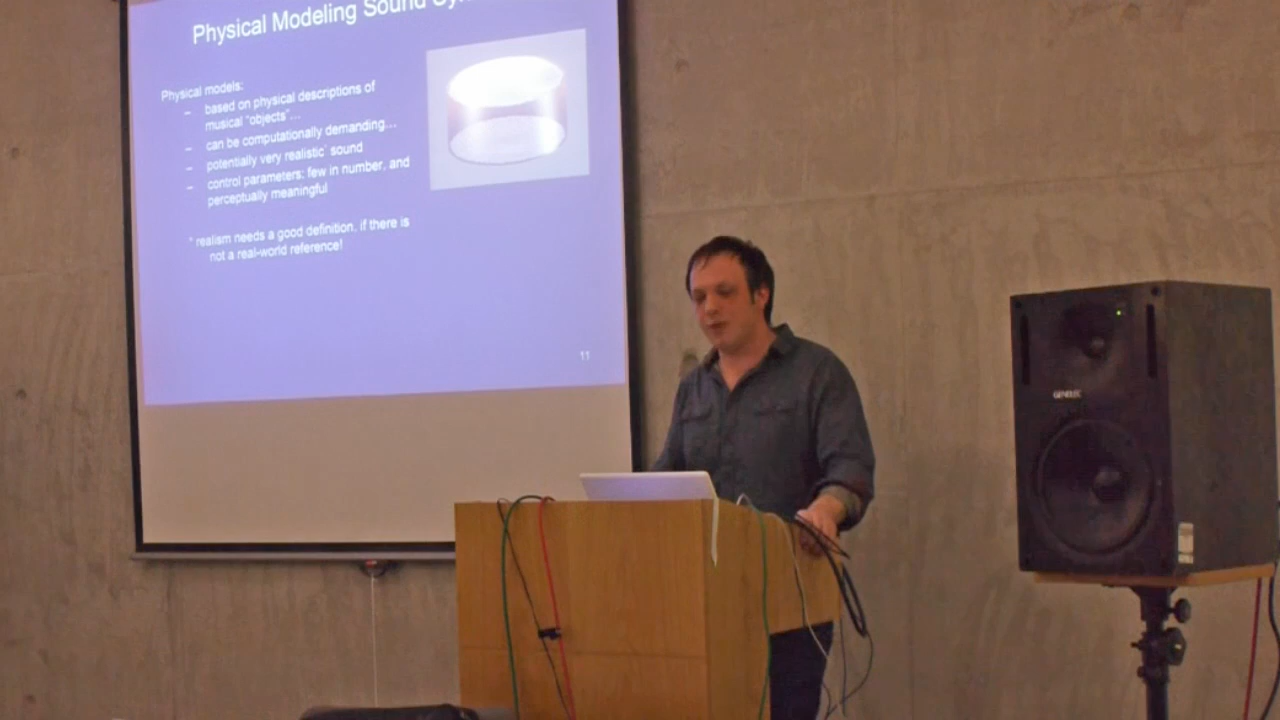 Physical Modeling Sound
Physical models:
– based on physical descriptions of
musical "objects"...
– can be computationally demanding...
– potentially very realistic* sound
– control parameters: few in number, and
perceptually meaningful
* realism needs a good definition, if there is
not a real-world reference!
11
GENELEC